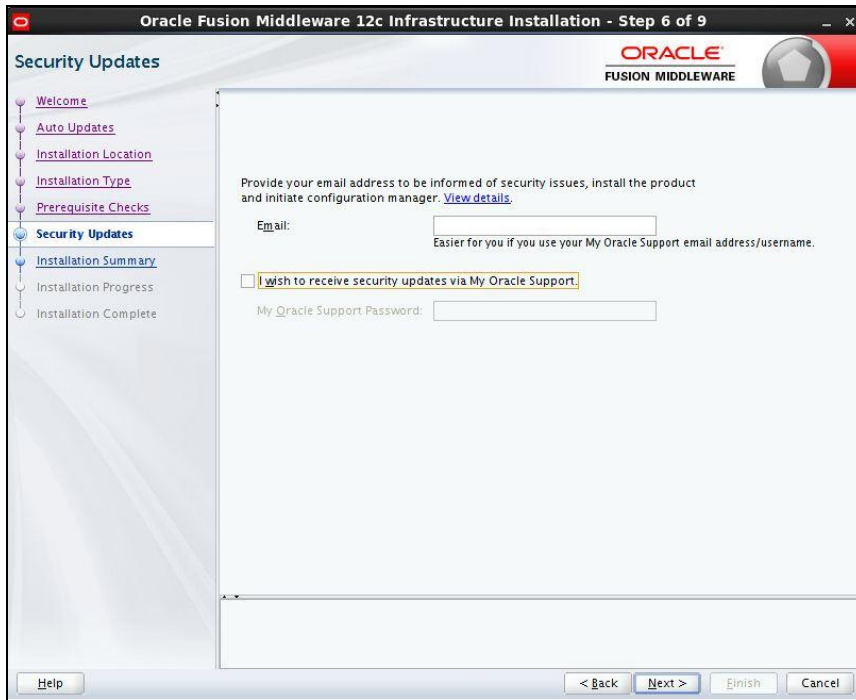 Oracle Fusion Middleware 12c Infrastructure Installation - Step 6 of 9
Security Updates
ORACLE
FUSION MIDDLEWARE
Welcome
Auto Updates
Installation Location
Installation Type
Prerequisite Checks
Security Updates
Installation Summary
Installation Progress
Installation Complete
Provide your email address to be informed of security issues, install the product
and initiate configuration manager. View details.
Email:
Easier for you if you use your My Oracle Support email address/username.
I wish to receive security updates via My Oracle Support.
My Oracle Support Password:
Help
< Back
Next >
Finish
Cancel